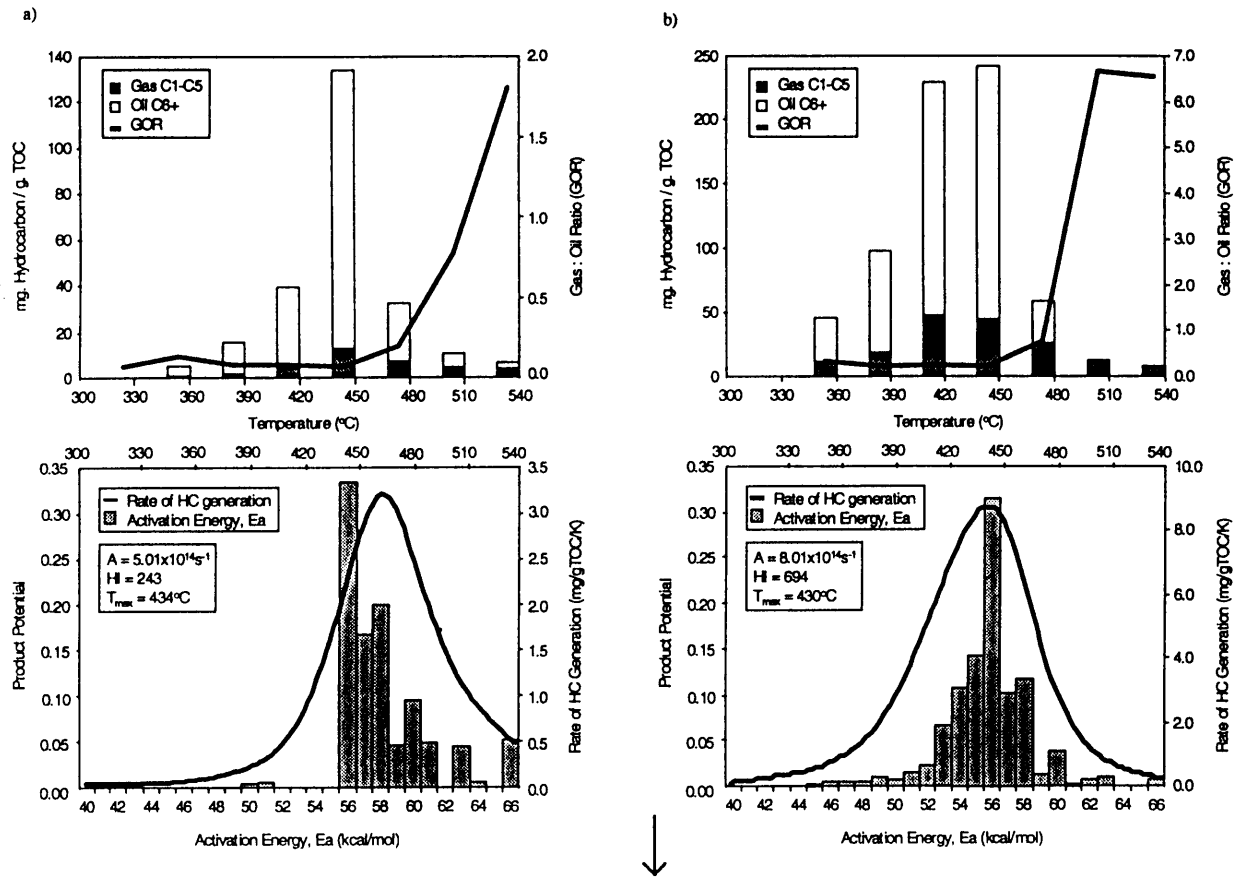 a)
140
120
100
80
60
40
20
0
mg. Hydrocarbon / g. TOC
Gas C1-C5
Oil C6+
GOR
2.0
1.5
1.0
0.5
0.0
Gas : Oil Ratio (GOR)
300 330 360 390 420 450 480 510 540
Temperature (°C)
300 330 360 390 420 450 480 510 540
0.35
0.30
0.25
0.20
0.15
0.10
0.05
0.00
Product Potential
Rate of HC generation
Activation Energy, Ea
A = 5.01x10¹⁴s⁻¹
HI = 243
Tmax = 434°C
3.5
3.0
2.5
2.0
1.5
1.0
0.5
0.0
Rate of HC Generation (mg/gTOC/K)
40 42 44 46 48 50 52 54 56 58 60 62 64 66
Activation Energy, Ea (kcal/mol)
b)
250
200
150
100
50
0
mg. Hydrocarbon / g. TOC
Gas C1-C5
Oil C6+
GOR
7.0
6.0
5.0
4.0
3.0
2.0
1.0
0.0
Gas : Oil Ratio (GOR)
300 330 360 390 420 450 480 510 540
Temperature (°C)
300 330 360 390 420 450 480 510 540
0.35
0.30
0.25
0.20
0.15
0.10
0.05
0.00
Product Potential
Rate of HC generation
Activation Energy, Ea
A = 8.01x10¹⁴s⁻¹
HI = 694
Tmax = 430°C
10.0
8.0
6.0
4.0
2.0
0.0
Rate of HC Generation (mg/gTOC/K)
40 42 44 46 48 50 52 54 56 58 60 62 64 66
Activation Energy, Ea (kcal/mol)